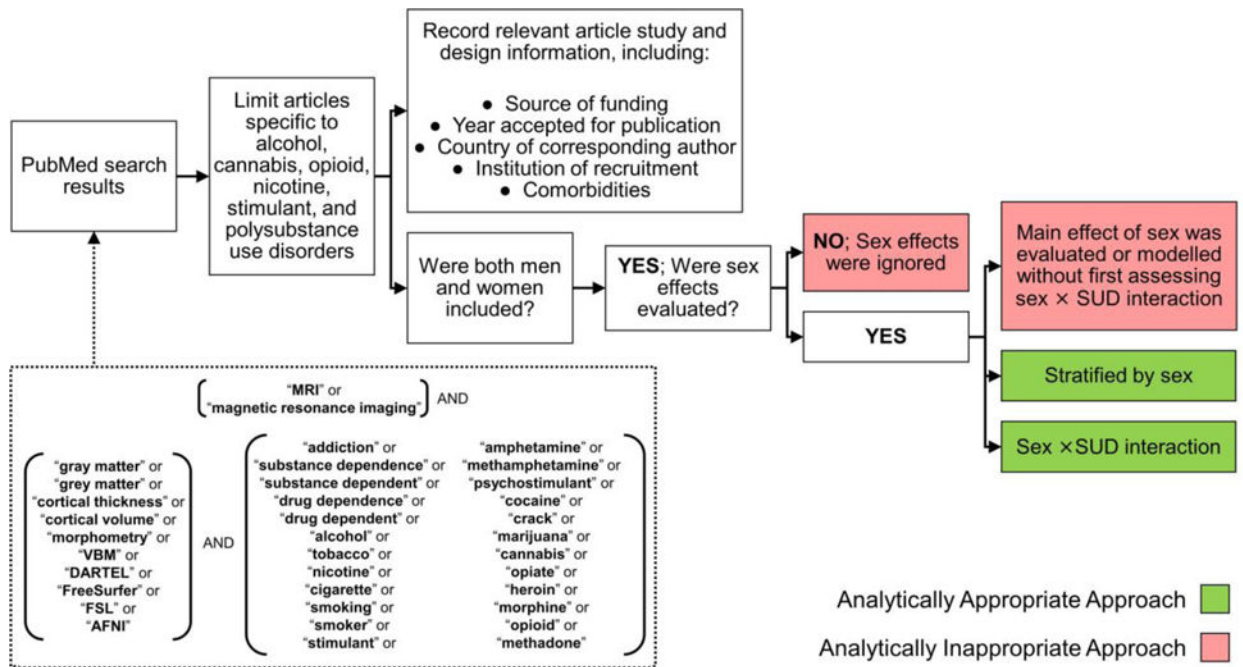 PubMed search
results
Limit articles
specific to
alcohol,
cannabis, opioid,
nicotine,
stimulant, and
polysubstance
use disorders
Record relevant article study and
design information, including:
● Source of funding
● Year accepted for publication
● Country of corresponding author
● Institution of recruitment
● Comorbidities
Were both men
and women
included?
YES; Were sex
effects
evaluated?
NO; Sex effects
were ignored
YES
Main effect of sex was
evaluated or modelled
without first assessing
sex × SUD interaction
Stratified by sex
Sex ×SUD interaction
"MRI" or
"magnetic resonance imaging"
AND
"gray matter" or
"grey matter" or
"cortical thickness" or
"cortical volume" or
"morphometry" or
"VBM" or
"DARTEL" or
"FreeSurfer" or
"FSL" or
"AFNI"
AND
"addiction" or
"substance dependence" or
"substance dependent" or
"drug dependence" or
"drug dependent" or
"alcohol" or
"tobacco" or
"nicotine" or
"cigarette" or
"smoking" or
"smoker" or
"stimulant" or
"amphetamine" or
"methamphetamine" or
"psychostimulant" or
"cocaine" or
"crack" or
"marijuana" or
"cannabis" or
"opiate" or
"heroin" or
"morphine" or
"opioid" or
"methadone"
Analytically Appropriate Approach
Analytically Inappropriate Approach